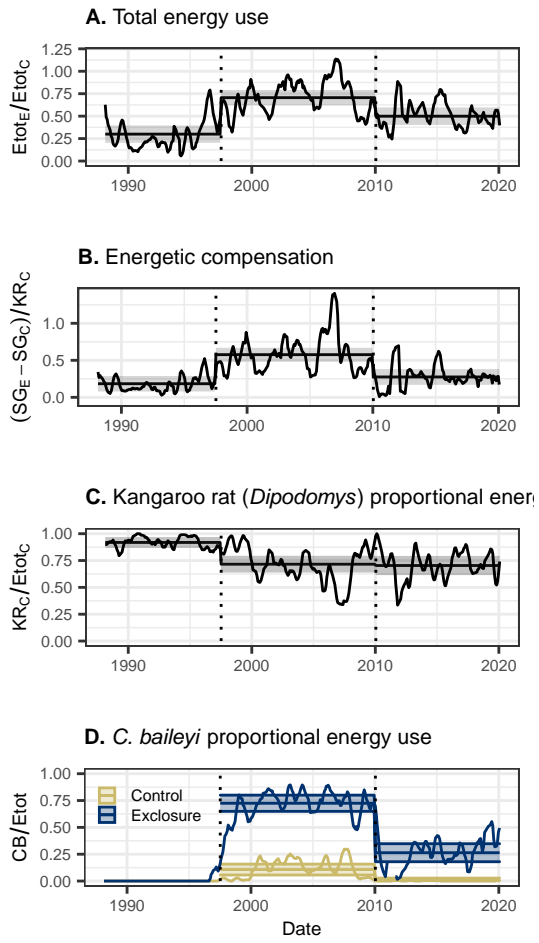 A. Total energy use
EtotE/EtotC
1.25
1.00
0.75
0.50
0.25
0.00
1990 2000 2010 2020
B. Energetic compensation
(SGE − SGC)/KRC
1.0
0.5
0.0
1990 2000 2010 2020
C. Kangaroo rat (Dipodomys) proportional energ
KRC/EtotC
1.00
0.75
0.50
0.25
0.00
1990 2000 2010 2020
D. C. baileyi proportional energy use
CB/Etot
1.00
0.75
0.50
0.25
0.00
Control
Exclosure
1990 2000 2010 2020
Date